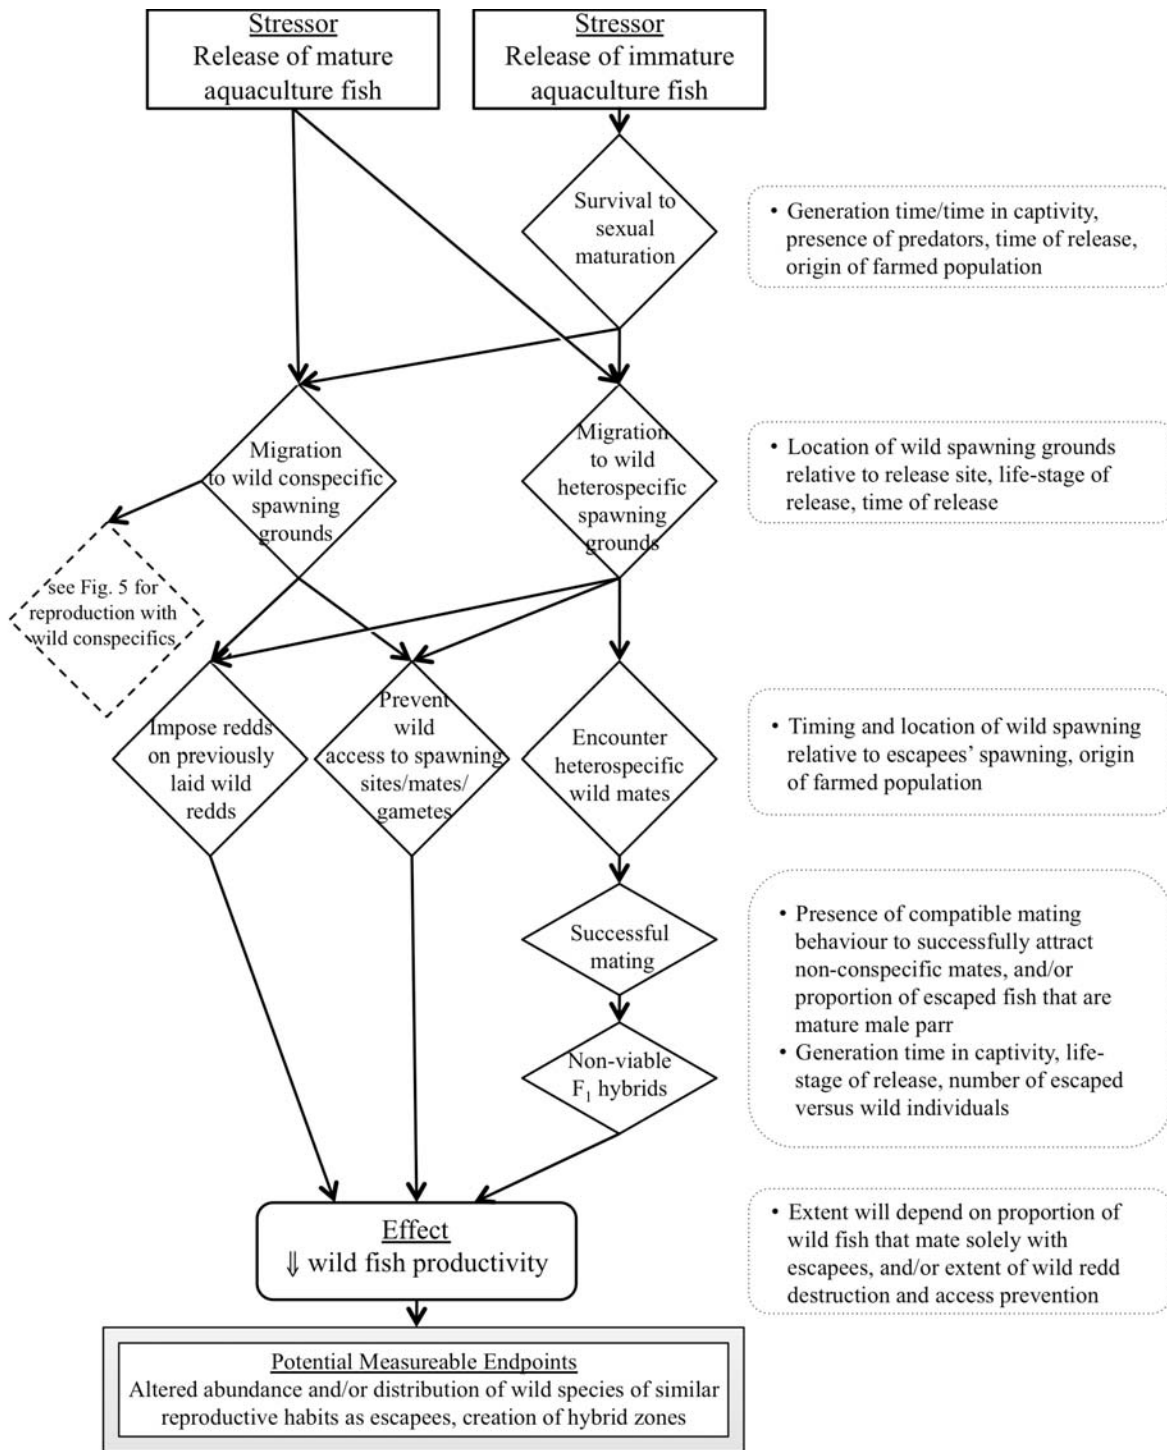 Stressor
Release of mature
aquaculture fish
Stressor
Release of immature
aquaculture fish
Survival to
sexual
maturation
• Generation time/time in captivity,
presence of predators, time of release,
origin of farmed population
Migration
to wild conspecific
spawning
grounds
Migration
to wild
heterospecific
spawning
grounds
• Location of wild spawning grounds
relative to release site, life-stage of
release, time of release
see Fig. 5 for
reproduction with
wild conspecifics
Impose redds
on previously
laid wild
redds
Prevent
wild
access to spawning
sites/mates/
gametes
Encounter
heterospecific
wild mates
• Timing and location of wild spawning
relative to escapees' spawning, origin
of farmed population
Successful
mating
Non-viable
F₁ hybrids
• Presence of compatible mating
behaviour to successfully attract
non-conspecific mates, and/or
proportion of escaped fish that are
mature male parr
• Generation time in captivity, life-
stage of release, number of escaped
versus wild individuals
Effect
⇓ wild fish productivity
• Extent will depend on proportion of
wild fish that mate solely with
escapees, and/or extent of wild redd
destruction and access prevention
Potential Measureable Endpoints
Altered abundance and/or distribution of wild species of similar
reproductive habits as escapees, creation of hybrid zones